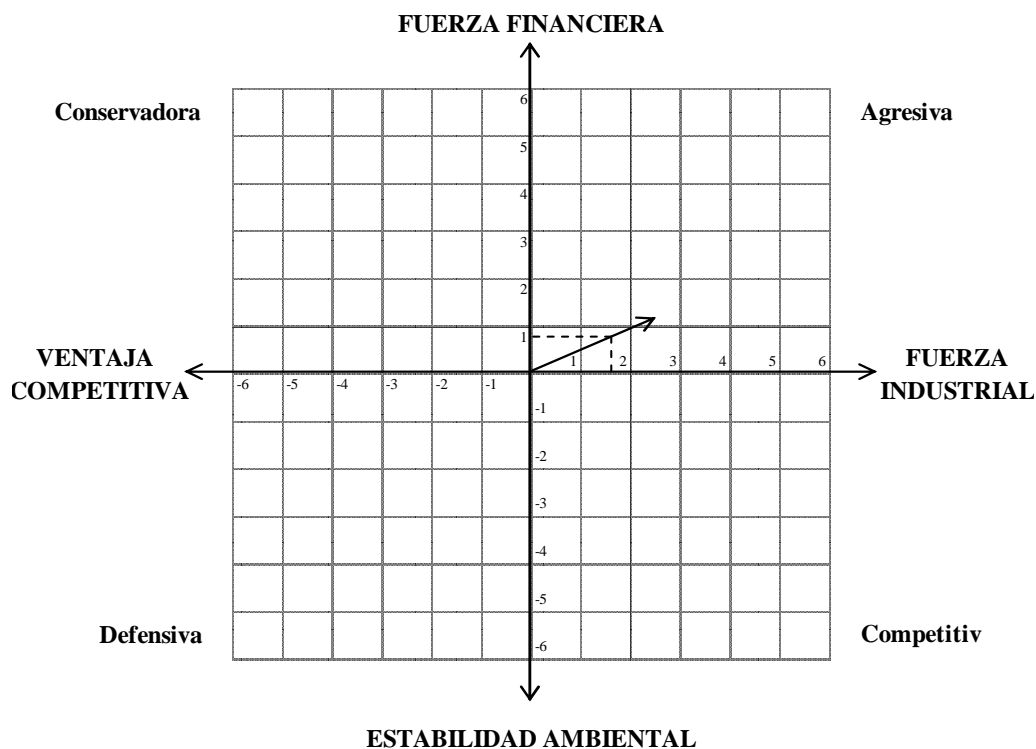 FUERZA FINANCIERA
Conservadora
Agresiva
6
5
4
3
2
1
VENTAJA
COMPETITIVA
-6 -5 -4 -3 -2 -1
1 2 3 4 5 6
FUERZA
INDUSTRIAL
-1
-2
-3
-4
-5
-6
Defensiva
Competitiv
ESTABILIDAD AMBIENTAL